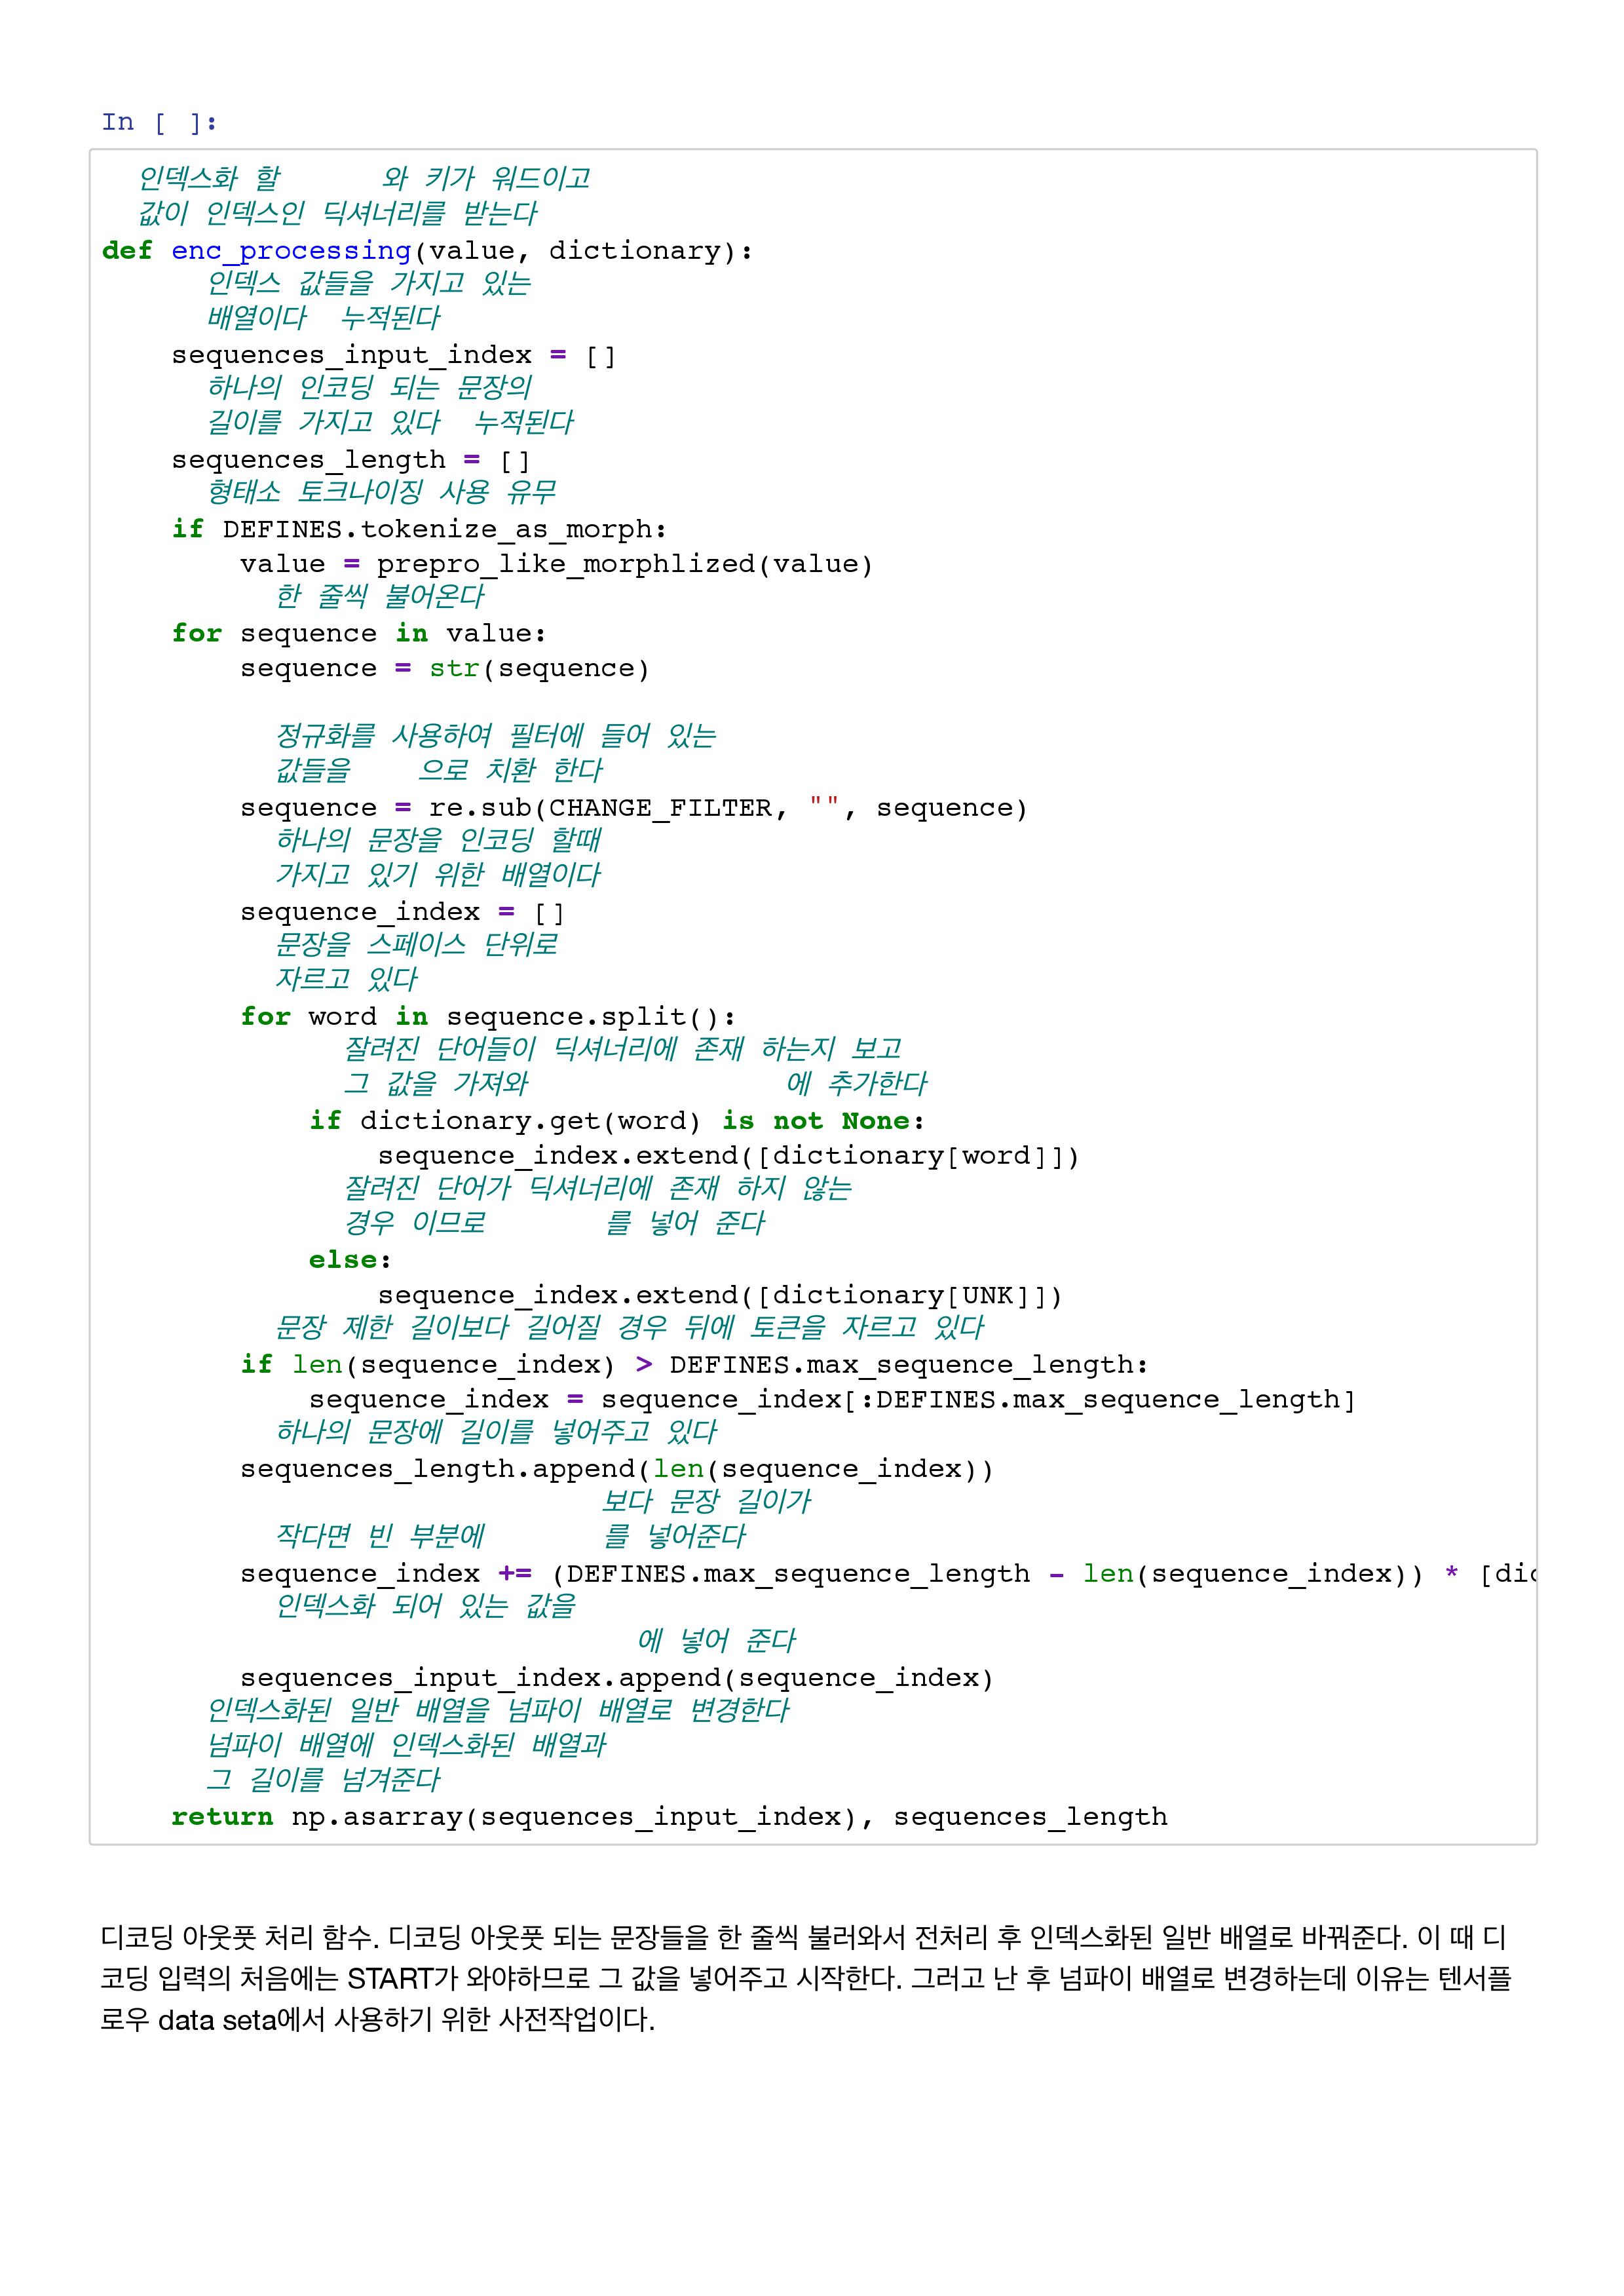 In [ ]:
인덱스화 할 와 키가 워드이고
값이 인덱스인 딕셔너리를 받는다
def enc_processing(value, dictionary):
인덱스 값들을 가지고 있는
배열이다 누적된다
sequences_input_index = []
하나의 인코딩 되는 문장의
길이를 가지고 있다 누적된다
sequences_length = []
형태소 토크나이징 사용 유무
if DEFINES.tokenize_as_morph:
value = prepro_like_morphlized(value)
한 줄씩 불어온다
for sequence in value:
sequence = str(sequence)
정규화를 사용하여 필터에 들어 있는
값들을 으로 치환 한다
sequence = re.sub(CHANGE_FILTER, "", sequence)
하나의 문장을 인코딩 할때
가지고 있기 위한 배열이다
sequence_index = []
문장을 스페이스 단위로
자르고 있다
for word in sequence.split():
잘려진 단어들이 딕셔너리에 존재 하는지 보고
그 값을 가져와 에 추가한다
if dictionary.get(word) is not None:
sequence_index.extend([dictionary[word]])
잘려진 단어가 딕셔너리에 존재 하지 않는
경우 이므로 를 넣어 준다
else:
sequence_index.extend([dictionary[UNK]])
문장 제한 길이보다 길어질 경우 뒤에 토큰을 자르고 있다
if len(sequence_index) > DEFINES.max_sequence_length:
sequence_index = sequence_index[:DEFINES.max_sequence_length]
하나의 문장에 길이를 넣어주고 있다
sequences_length.append(len(sequence_index))
보다 문장 길이가
작다면 빈 부분에 를 넣어준다
sequence_index += (DEFINES.max_sequence_length - len(sequence_index)) * [dic
인덱스화 되어 있는 값을
에 넣어 준다
sequences_input_index.append(sequence_index)
인덱스화된 일반 배열을 넘파이 배열로 변경한다
넘파이 배열에 인덱스화된 배열과
그 길이를 넘겨준다
return np.asarray(sequences_input_index), sequences_length
디코딩 아웃풋 처리 함수. 디코딩 아웃풋 되는 문장들을 한 줄씩 불러와서 전처리 후 인덱스화된 일반 배열로 바꿔준다. 이 때 디
코딩 입력의 처음에는 START가 와야하므로 그 값을 넣어주고 시작한다. 그러고 난 후 넘파이 배열로 변경하는데 이유는 텐서플
로우 data seta에서 사용하기 위한 사전작업이다.